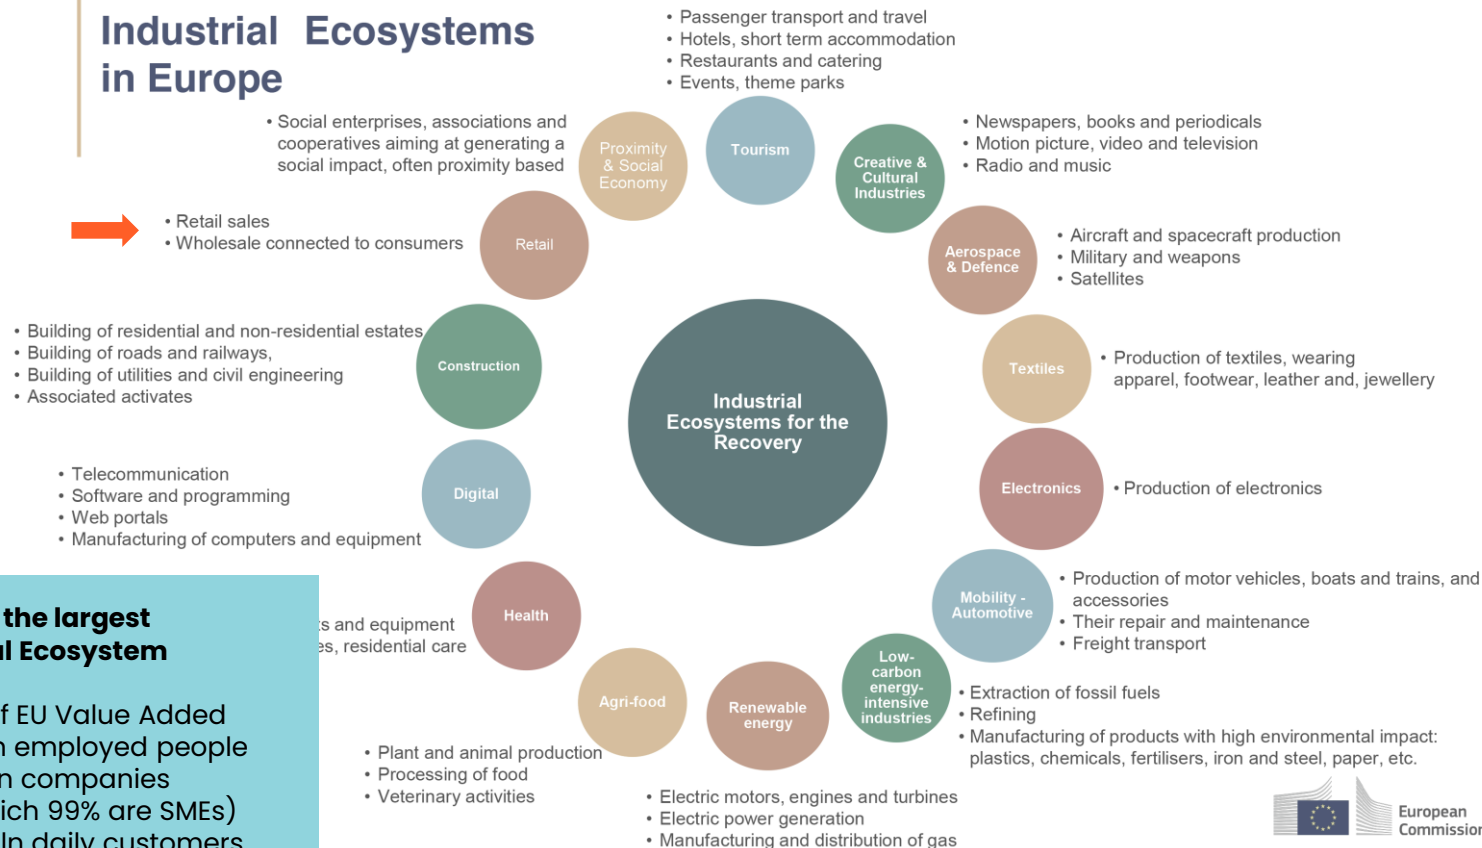 Industrial Ecosystems
in Europe
• Passenger transport and travel
• Hotels, short term accommodation
• Restaurants and catering
• Events, theme parks
• Social enterprises, associations and
cooperatives aiming at generating a
social impact, often proximity based
Proximity
& Social
Economy
Tourism
Creative &
Cultural
Industries
• Newspapers, books and periodicals
• Motion picture, video and television
• Radio and music
• Retail sales
• Wholesale connected to consumers
Retail
Aerospace
& Defence
• Aircraft and spacecraft production
• Military and weapons
• Satellites
• Building of residential and non-residential estates
• Building of roads and railways,
• Building of utilities and civil engineering
• Associated activates
Construction
Industrial
Ecosystems for the
Recovery
Textiles
• Production of textiles, wearing
apparel, footwear, leather and, jewellery
• Telecommunication
• Software and programming
• Web portals
• Manufacturing of computers and equipment
Digital
Electronics
• Production of electronics
the largest
Ecosystem
f EU Value Added
employed people
companies
which 99% are SMEs)
daily customers
and equipment
residential care
Health
Mobility -
Automotive
• Production of motor vehicles, boats and trains, and
accessories
• Their repair and maintenance
• Freight transport
Agri-food
• Plant and animal production
• Processing of food
• Veterinary activities
Renewable
energy
• Electric motors, engines and turbines
• Electric power generation
• Manufacturing and distribution of gas
Low-
carbon
energy-
intensive
industries
• Extraction of fossil fuels
• Refining
• Manufacturing of products with high environmental impact:
plastics, chemicals, fertilisers, iron and steel, paper, etc.
European
Commission